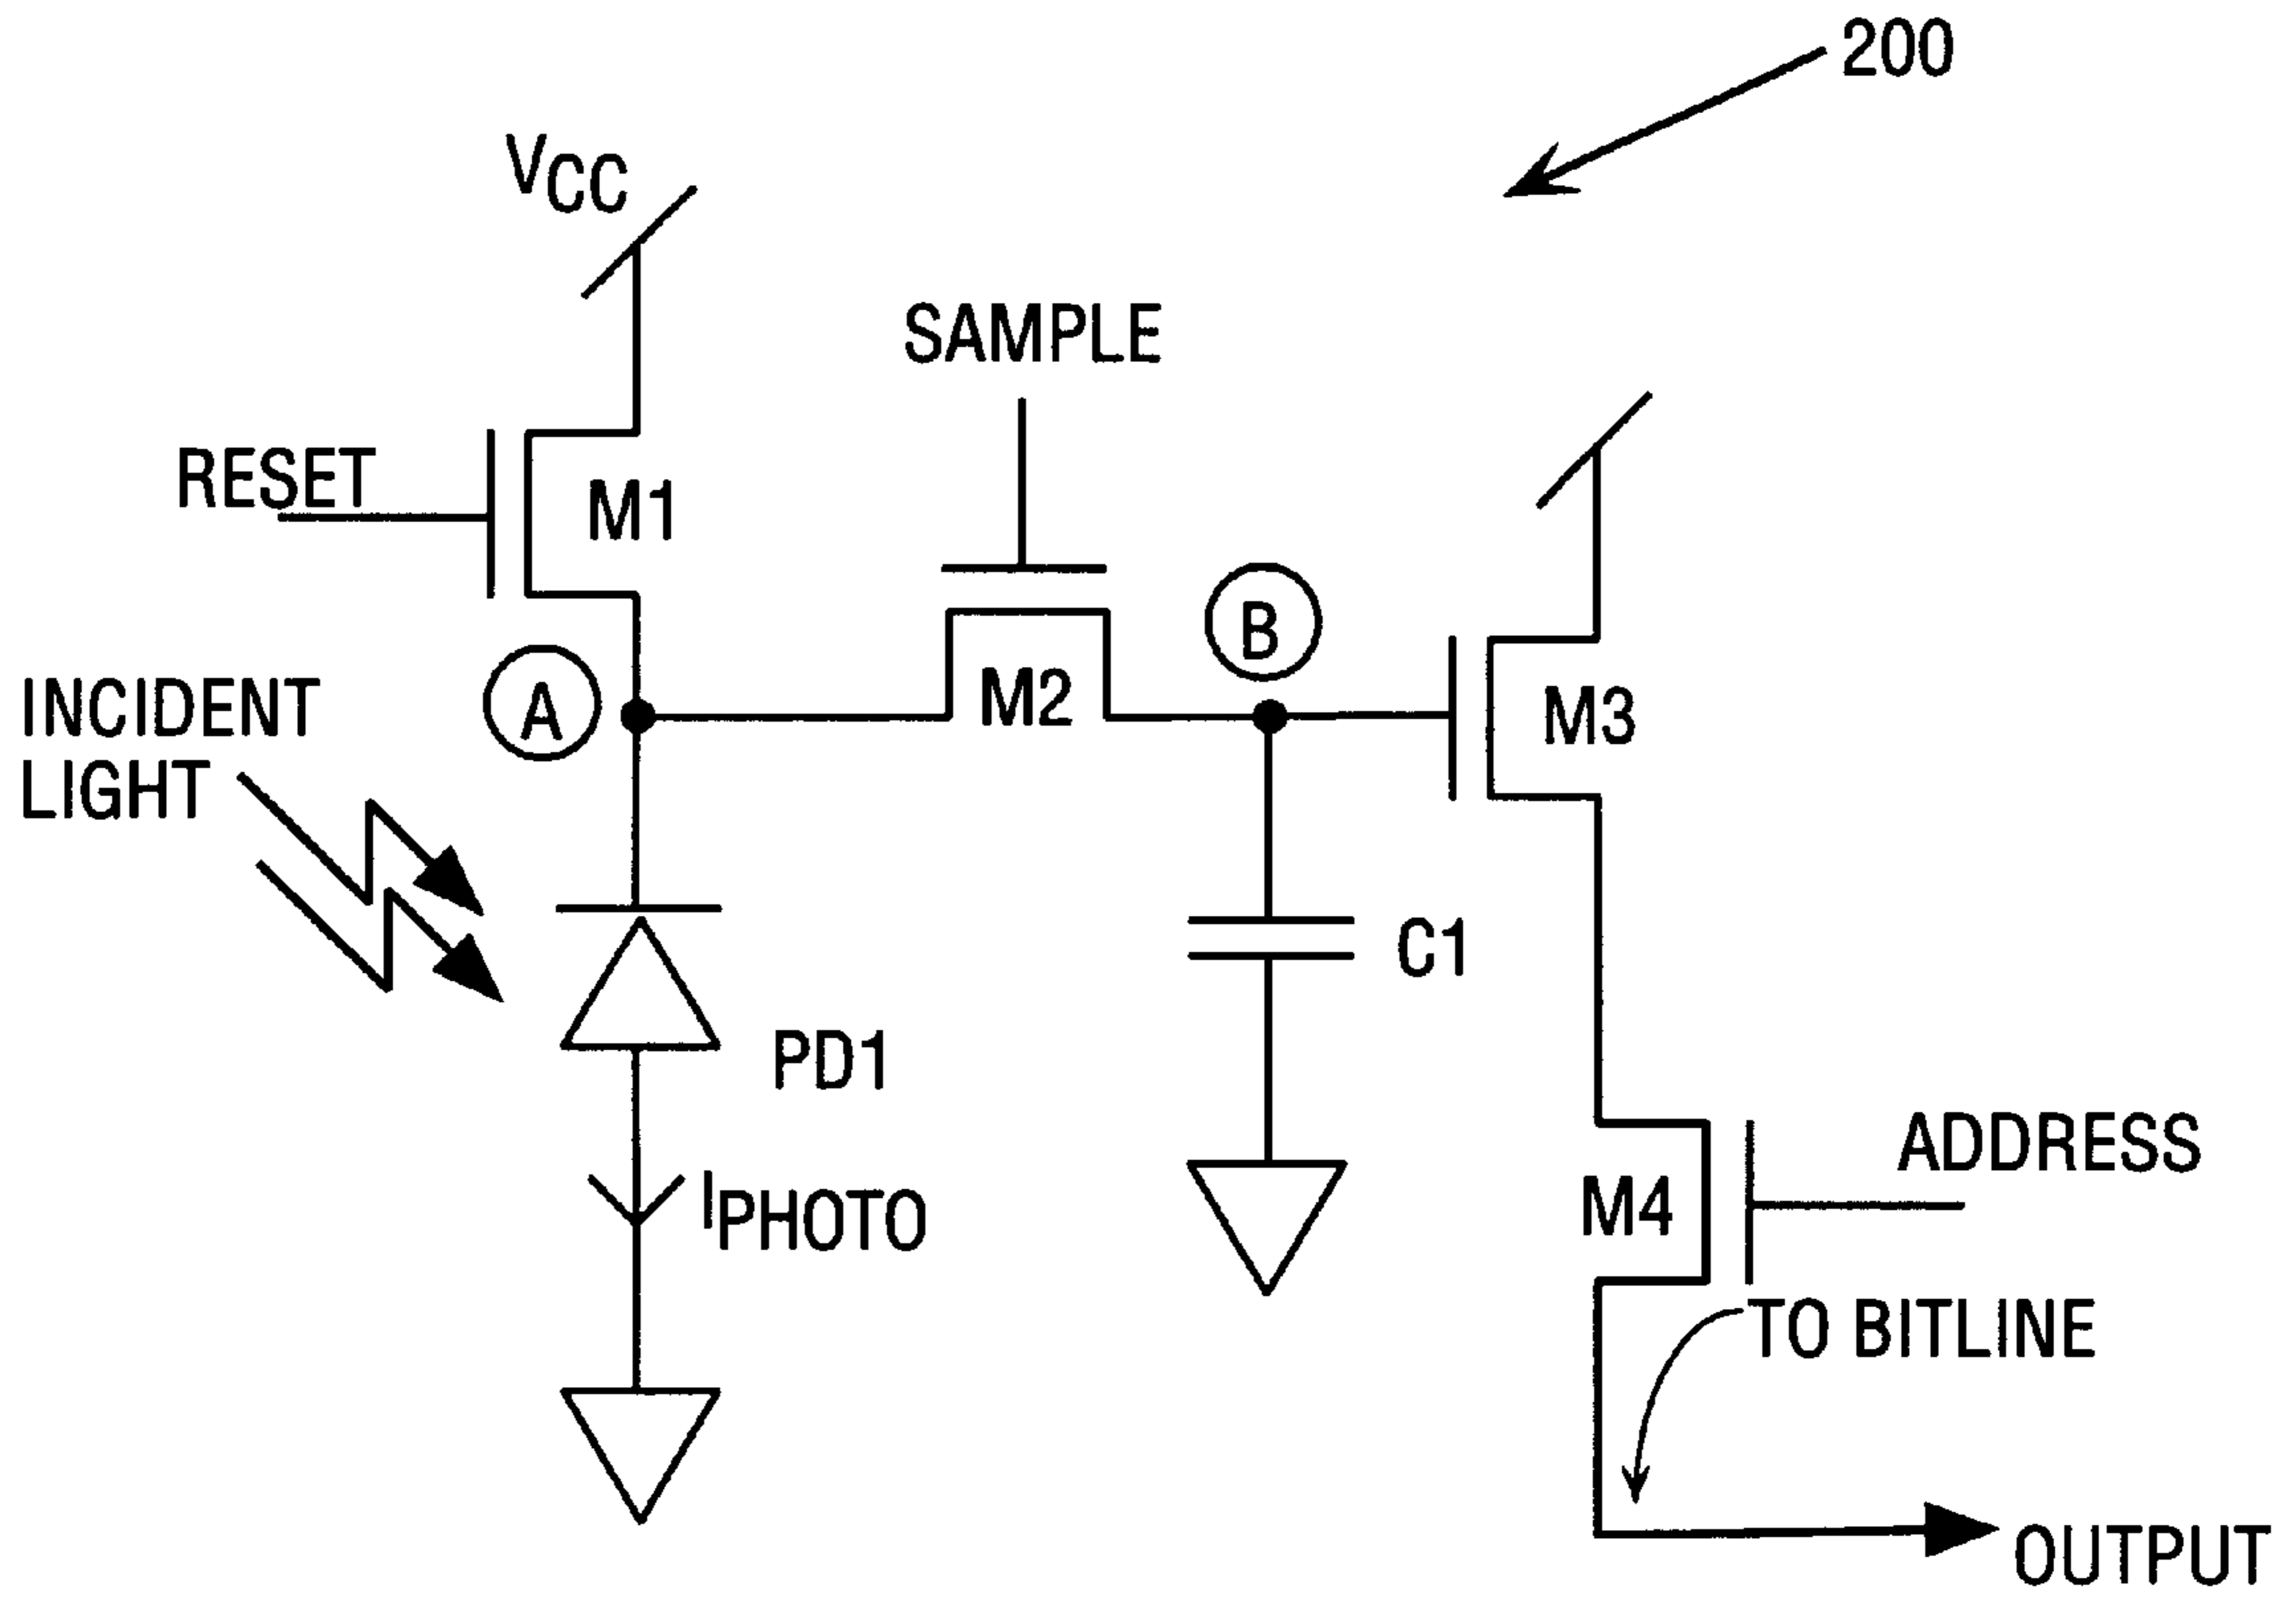 200
VCC
SAMPLE
RESET
M1
B
A
M2
M3
INCIDENT
LIGHT
C1
PD1
IPHOTO
ADDRESS
M4
TO BITLINE
OUTPUT